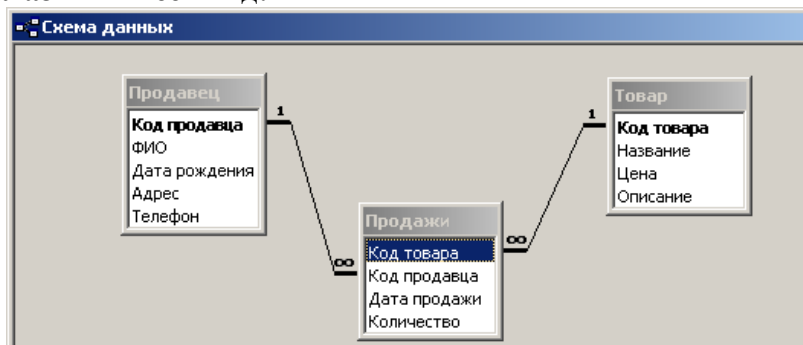 Схема данных
Продавец
Код продавца
ФИО
Дата рождения
Адрес
Телефон
1
∞
Продажи
Код товара
Код продавца
Дата продажи
Количество
∞
1
Товар
Код товара
Название
Цена
Описание